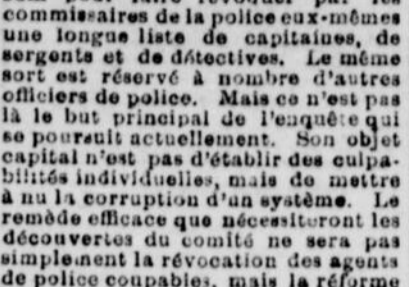 commissaires de la police eux-mêmes
une longue liste de capitaines, de
sergents et de détectives. Le même
sort est réservé à nombre d'autres
officiers de police. Mais ce n'est pas
là le but principal de l'enquête qui
se poursuit actuellement. Son objet
capital n'est pas d'établir des culpa-
bilités individuelles, mais de mettre
à nu la corruption d'un système. Le
remède efficace que nécessiteront les
découvertes du comité ne sera pas
simplement la révocation des agents
de police coupables, mais la réforme